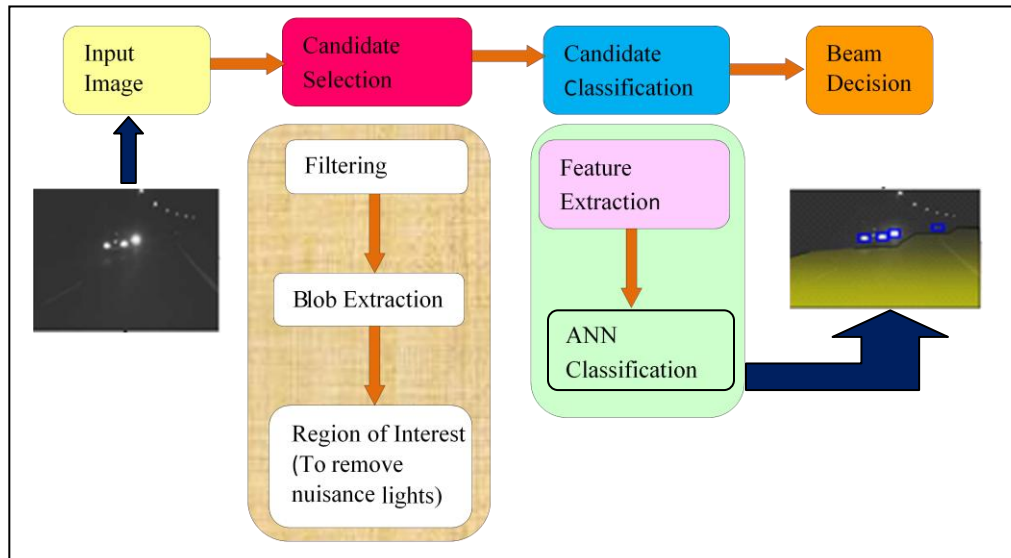 Input
Image
Candidate
Selection
Candidate
Classification
Beam
Decision
Filtering
Blob Extraction
Region of Interest
(To remove
nuisance lights)
Feature
Extraction
ANN
Classification